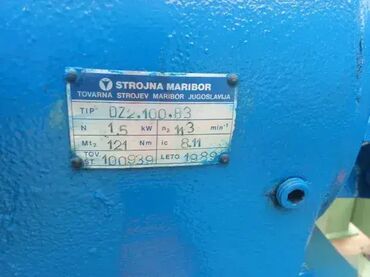 STROJNA MARIBOR
TOVARNA STROJEV MARIBOR JUGOSLAVIJA
TIP DZ2.100.B3
N 1,5 kW n₂ 113 min⁻¹
Mt₂ 121 Nm ic 8.11
TOV. ŠT. 100939 LETO 1989